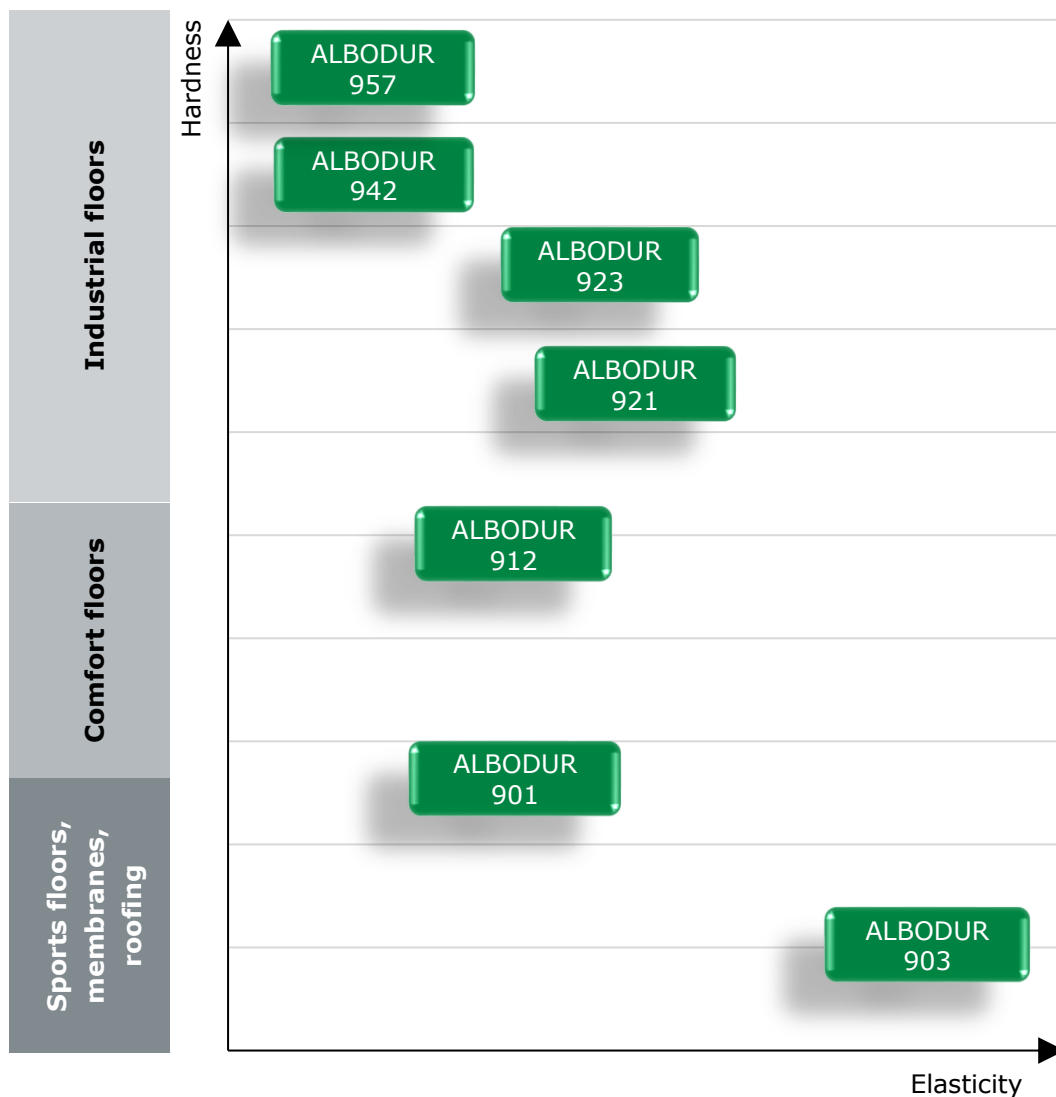 Hardness
Industrial floors
ALBODUR
957
ALBODUR
942
ALBODUR
923
ALBODUR
921
Comfort floors
ALBODUR
912
ALBODUR
901
Sports floors,
membranes,
roofing
ALBODUR
903
Elasticity